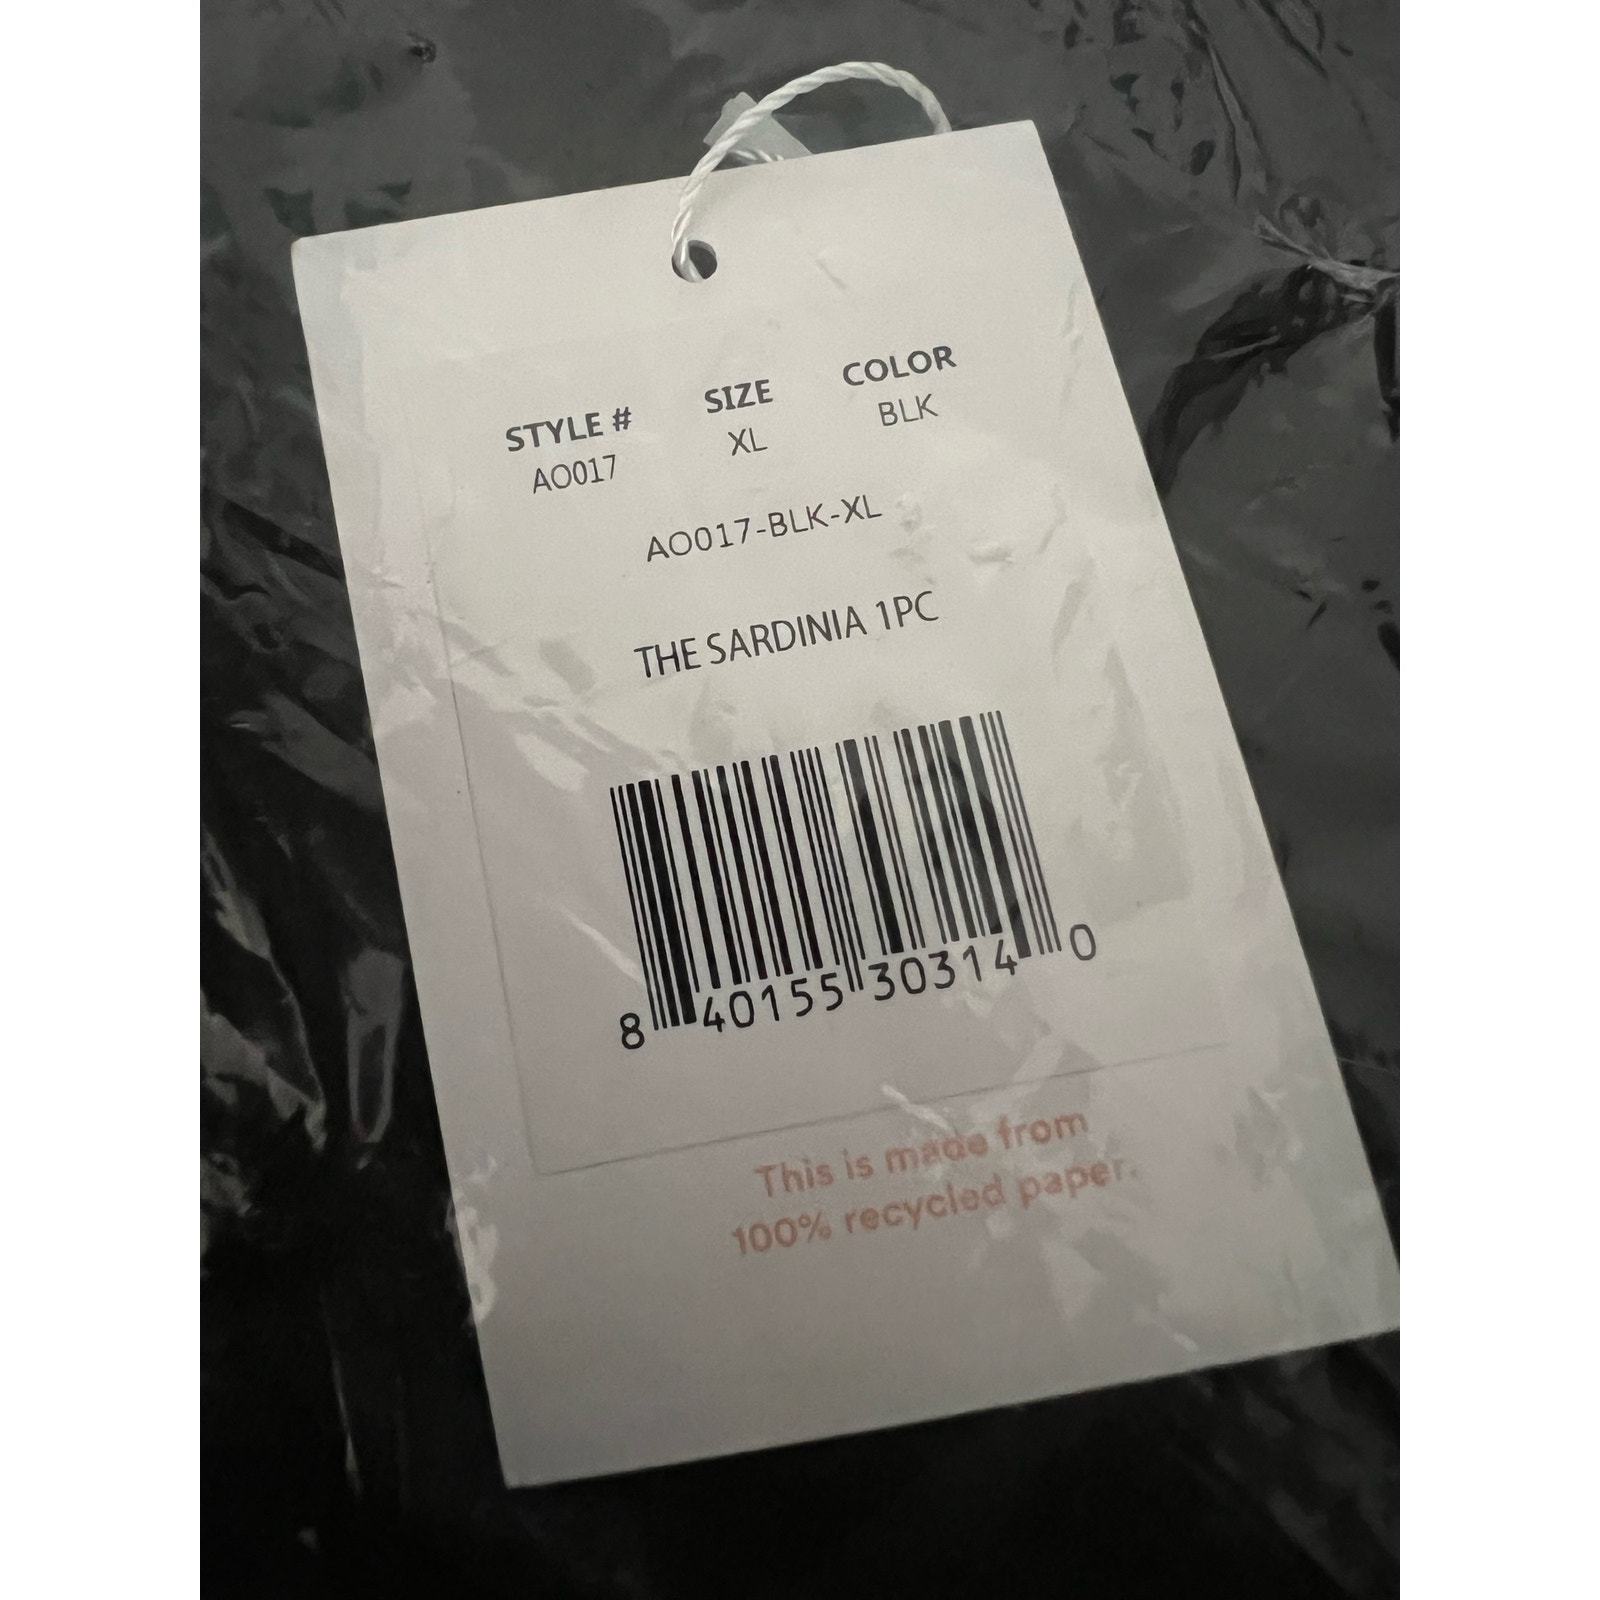 STYLE # SIZE COLOR
AO017 XL BLK
AO017-BLK-XL
THE SARDINIA 1PC
8 40155 30314 0
This is made from
100% recycled paper.